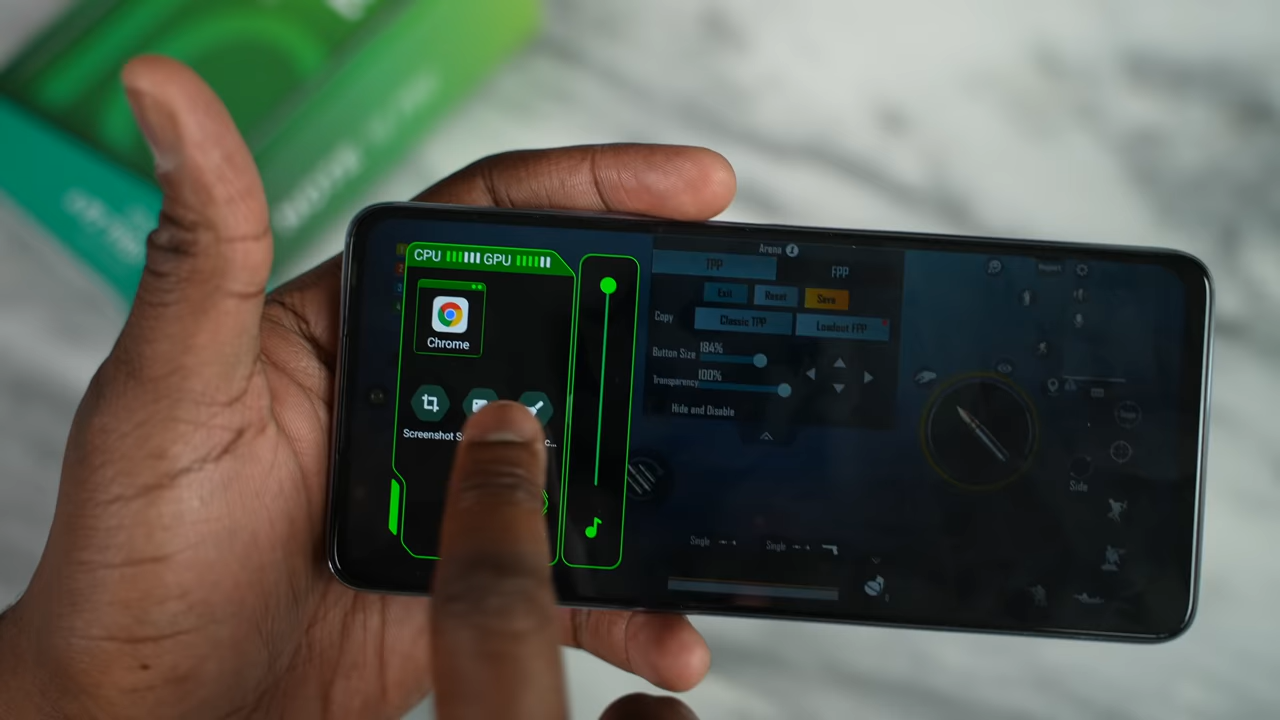 CPU GPU
Chrome
Screenshot S
c...
Arena
TPP
FPP
Exit
Reset
Save
Copy
Classic TPP
Loadout FPP
Button Size
184%
Transparency
100%
Hide and Disable
Side
Single
Single